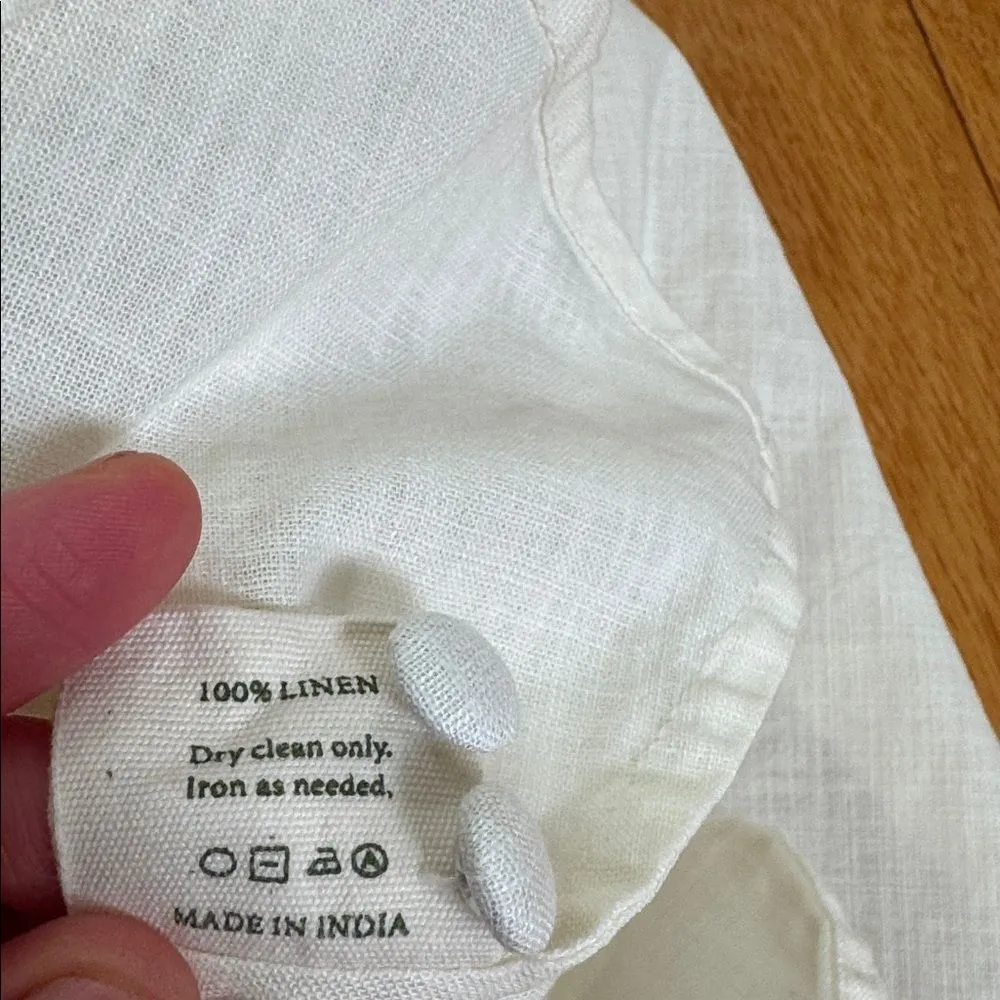 100% LINEN
Dry clean only.
Iron as needed,
A
MADE IN INDIA